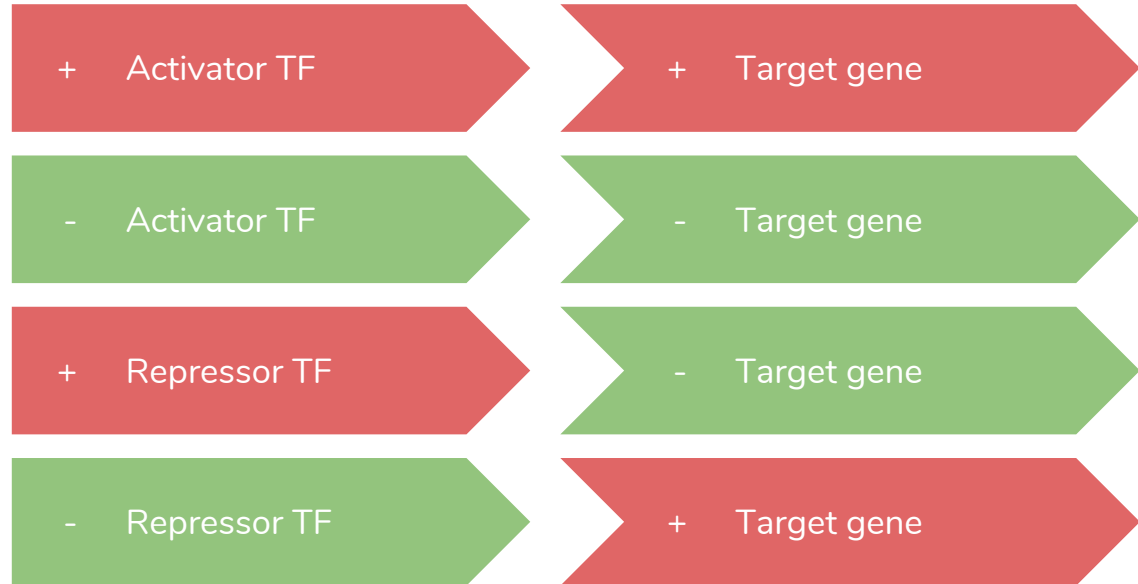 + Activator TF + Target gene
- Activator TF - Target gene
+ Repressor TF - Target gene
- Repressor TF + Target gene